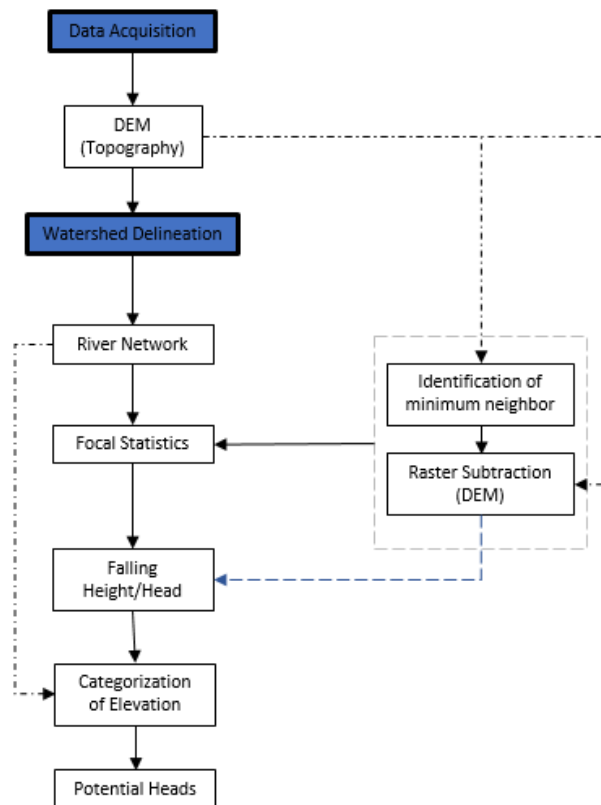 Data Acquisition
DEM
(Topography)
Watershed Delineation
River Network
Identification of
minimum neighbor
Focal Statistics
Raster Subtraction
(DEM)
Falling
Height/Head
Categorization
of Elevation
Potential Heads